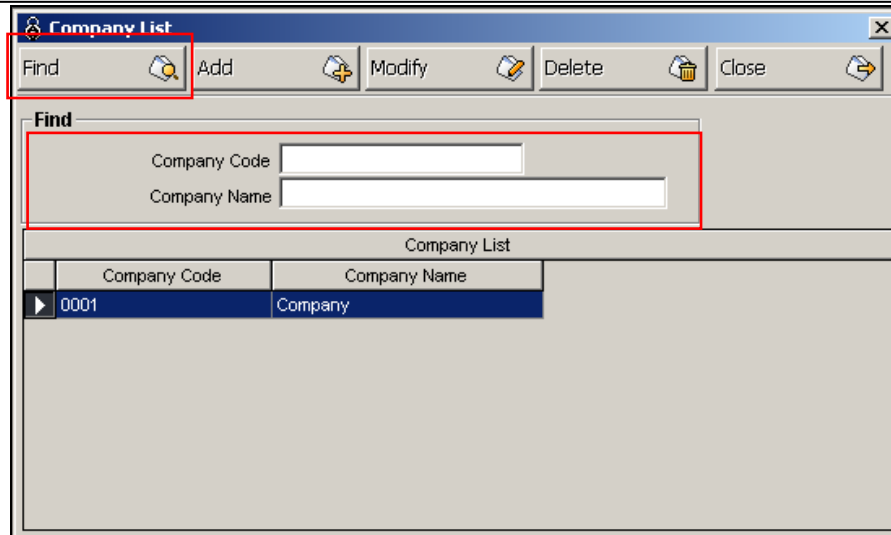 Company List
Find Add Modify Delete Close
Find
Company Code
Company Name
Company List
Company Code Company Name
0001 Company